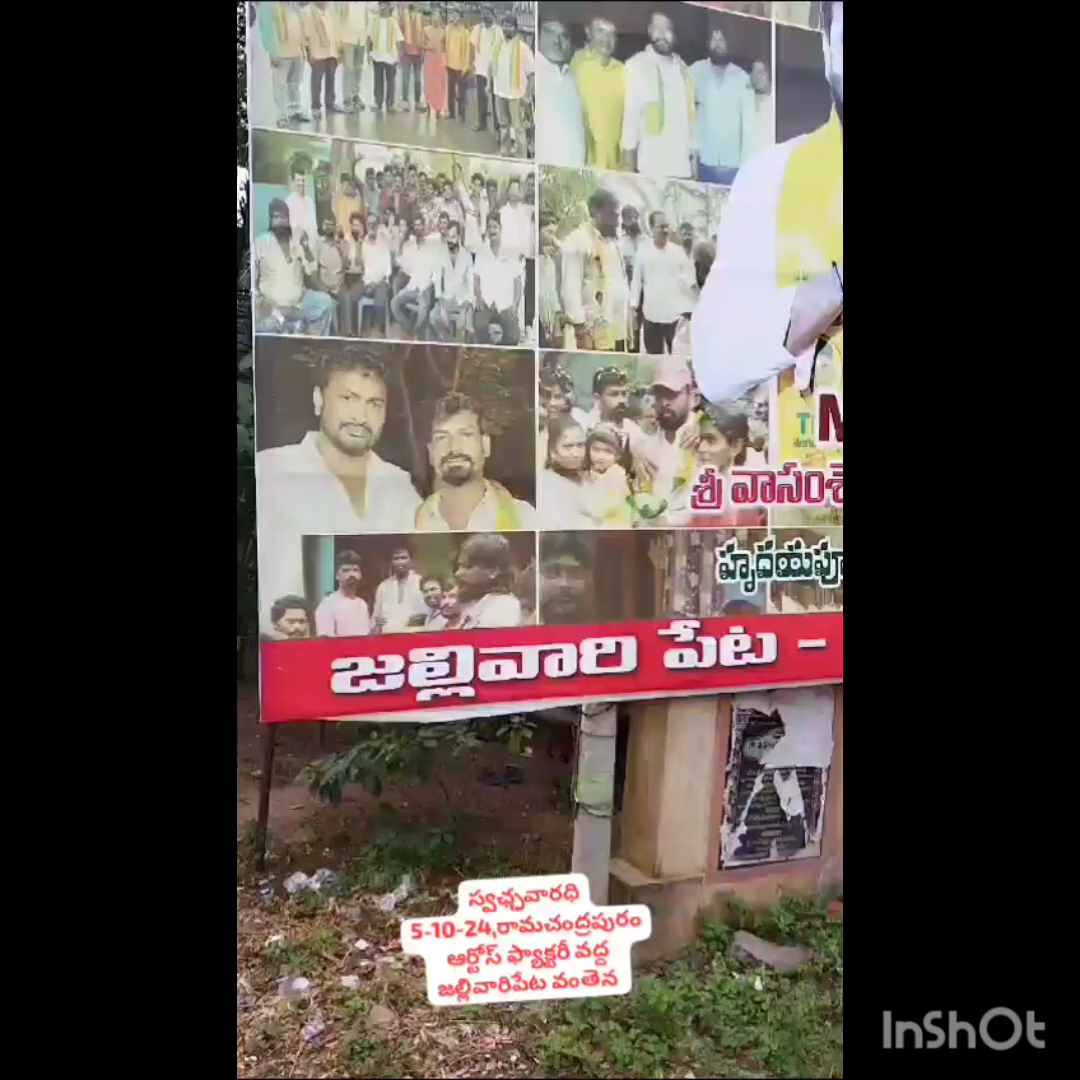 శ్రీ వాసంశె
హృదయపూ
జల్లివారి పేట -
స్వచ్ఛవారధి
5-10-24,రామచంద్రపురం
ఆర్టోస్ ఫ్యాక్టరీ వద్ద
జల్లివారిపేట వంతెన
InShOt